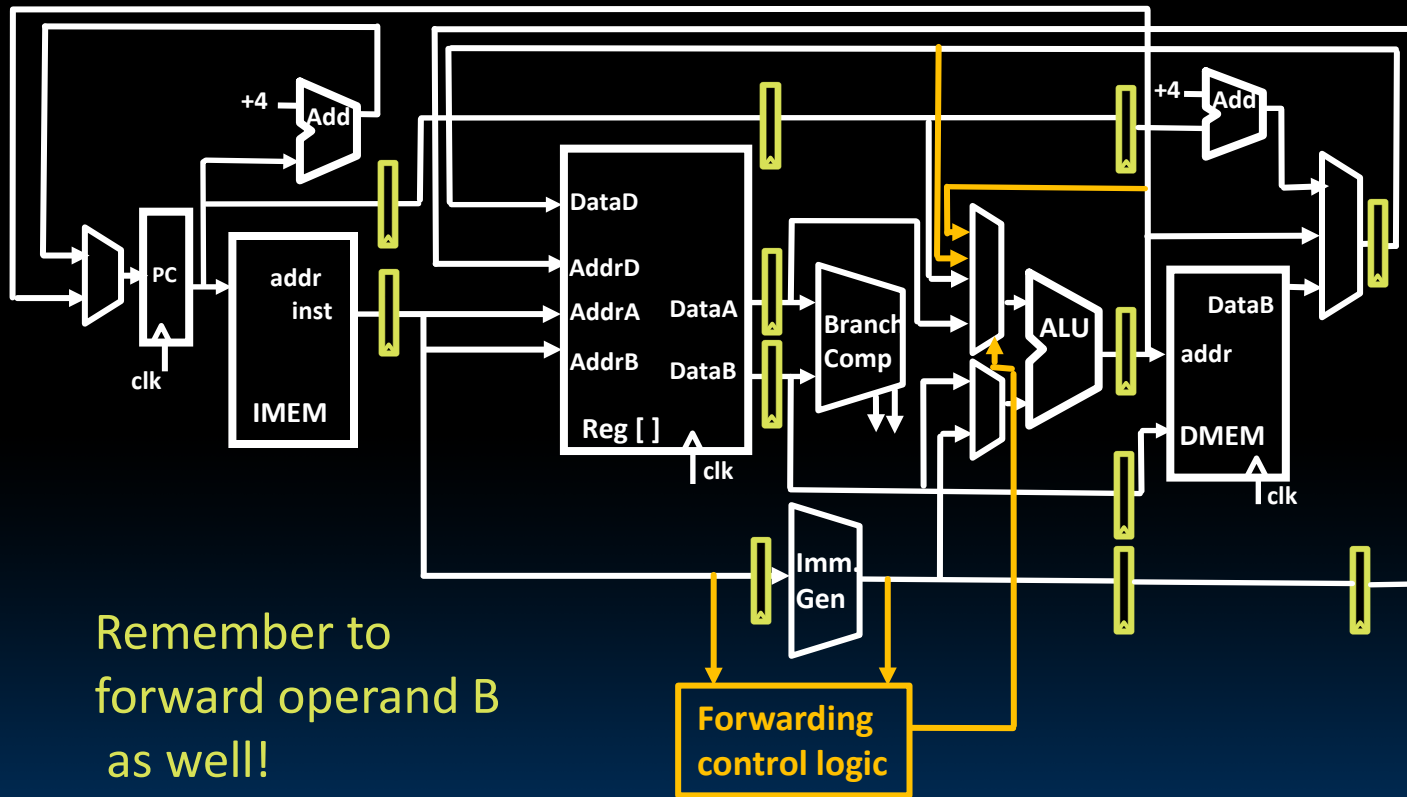 +4
Add
+4
Add
DataD
PC
addr
inst
AddrD
AddrA
DataA
AddrB
DataB
Branch
Comp
ALU
DataB
addr
clk
IMEM
Reg [ ]
clk
DMEM
clk
Imm.
Gen
Remember to
forward operand B
as well!
Forwarding
control logic